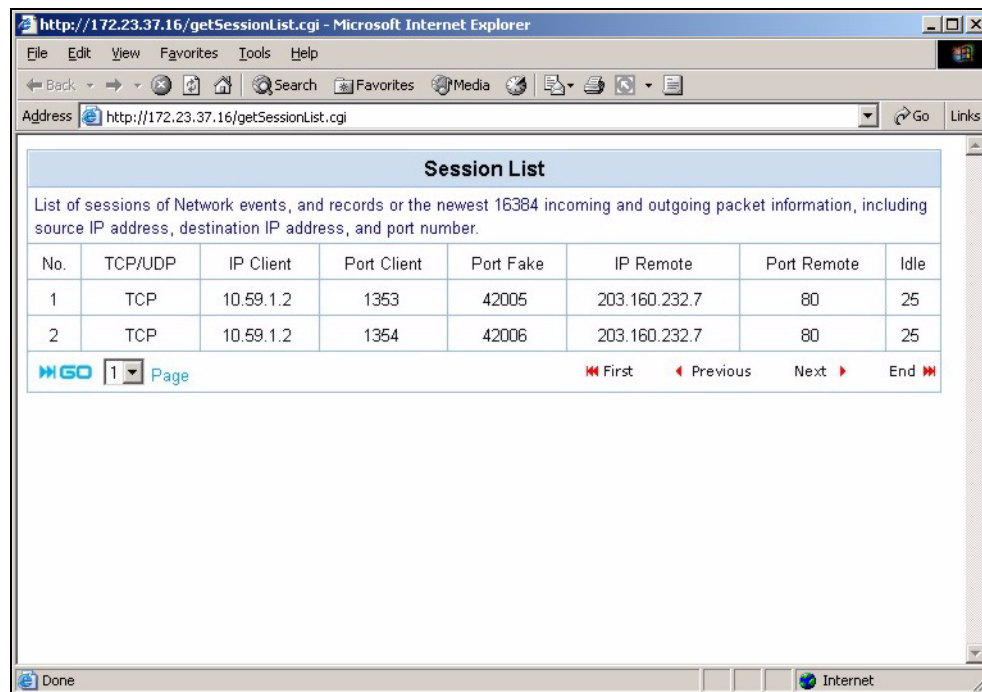 http://172.23.37.16/getSessionList.cgi - Microsoft Internet Explorer
File Edit View Favorites Tools Help
Back Search Favorites Media
Address http://172.23.37.16/getSessionList.cgi Go Links
Session List
List of sessions of Network events, and records or the newest 16384 incoming and outgoing packet information, including
source IP address, destination IP address, and port number.
No. TCP/UDP IP Client Port Client Port Fake IP Remote Port Remote Idle
1 TCP 10.59.1.2 1353 42005 203.160.232.7 80 25
2 TCP 10.59.1.2 1354 42006 203.160.232.7 80 25
GO 1 Page First Previous Next End
Done Internet